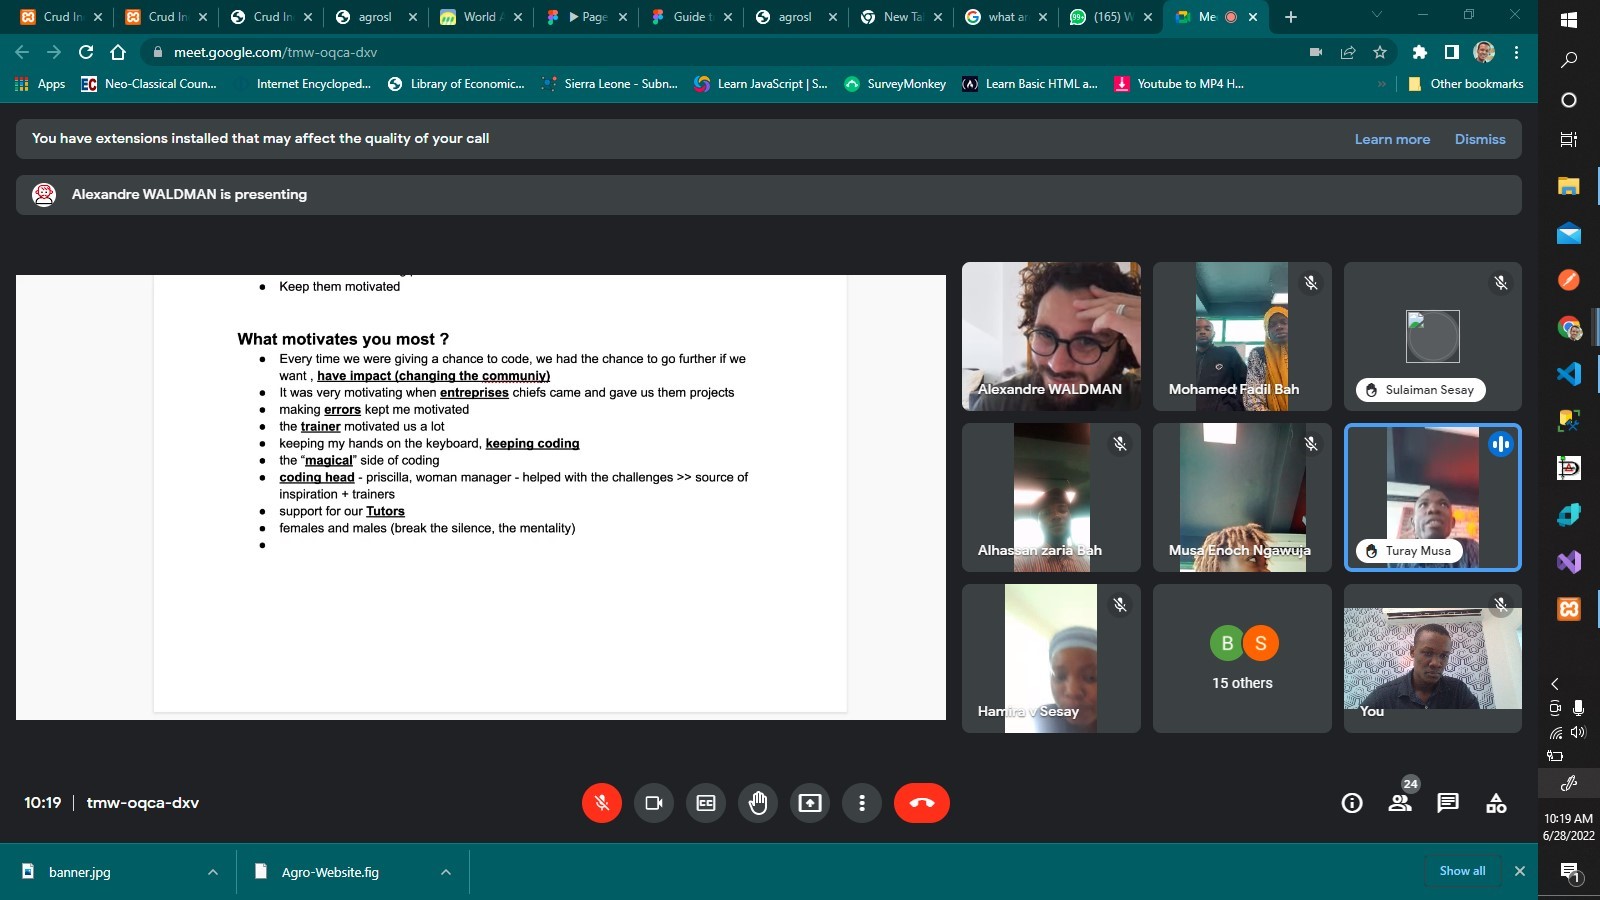 Crud In
Crud In
Crud In
agrosl
World A
Page
Guide t
agrosl
New Ta
what ar
(165) W
Me
meet.google.com/tmw-oqca-dxv
Apps
Neo-Classical Coun...
Internet Encycloped...
Library of Economic...
Sierra Leone - Subn...
Learn JavaScript | S...
SurveyMonkey
Learn Basic HTML a...
Youtube to MP4 H...
»
Other bookmarks
You have extensions installed that may affect the quality of your call
Learn more
Dismiss
Alexandre WALDMAN is presenting
Keep them motivated
What motivates you most ?
Every time we were giving a chance to code, we had the chance to go further if we
want , have impact (changing the communiy)
It was very motivating when entreprises chiefs came and gave us them projects
making errors kept me motivated
the trainer motivated us a lot
keeping my hands on the keyboard, keeping coding
the “magical” side of coding
coding head - priscilla, woman manager - helped with the challenges >> source of
inspiration + trainers
support for our Tutors
females and males (break the silence, the mentality)
Alexandre WALDMAN
Mohamed Fadil Bah
Sulaiman Sesay
Alhassan zaria Bah
Musa Enoch Ngawuja
Turay Musa
Hamira v Sesay
B S
15 others
You
10:19 | tmw-oqca-dxv
CC
24
10:19 AM
6/28/2022
banner.jpg
Agro-Website.fig
Show all
1